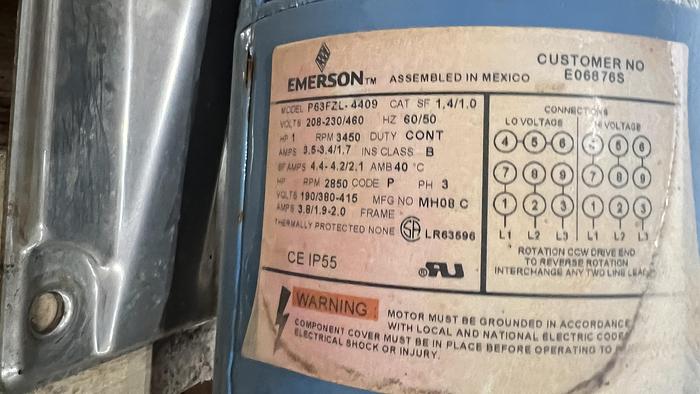 EMERSON™ ASSEMBLED IN MEXICO
CUSTOMER NO
E06876S
MODEL P63FZL-4409 CAT SF 1.4/1.0
VOLTS 208-230/460 HZ 60/50
HP 1 RPM 3450 DUTY CONT
AMPS 3.5-3.4/1.7 INS CLASS B
SF AMPS 4.4-4.2/2.1 AMB 40 °C
HP RPM 2850 CODE P PH 3
VOLTS 190/380-415 MFG NO MH08 C
AMPS 3.8/1.9-2.0 FRAME
THERMALLY PROTECTED NONE SA LR63596
CE IP55
® RU
CONNECTIONS
LO VOLTAGE HI VOLTAGE
4 5 6 5 6
7 8 9 7 8 9
1 2 3 1 2 3
L1 L2 L3 L1 L2 L3
ROTATION CCW DRIVE END
TO REVERSE ROTATION
INTERCHANGE ANY TWO LINE LEADS
WARNING
MOTOR MUST BE GROUNDED IN ACCORDANCE
WITH LOCAL AND NATIONAL ELECTRIC CODE
COMPONENT COVER MUST BE IN PLACE BEFORE OPERATING TO
ELECTRICAL SHOCK OR INJURY.